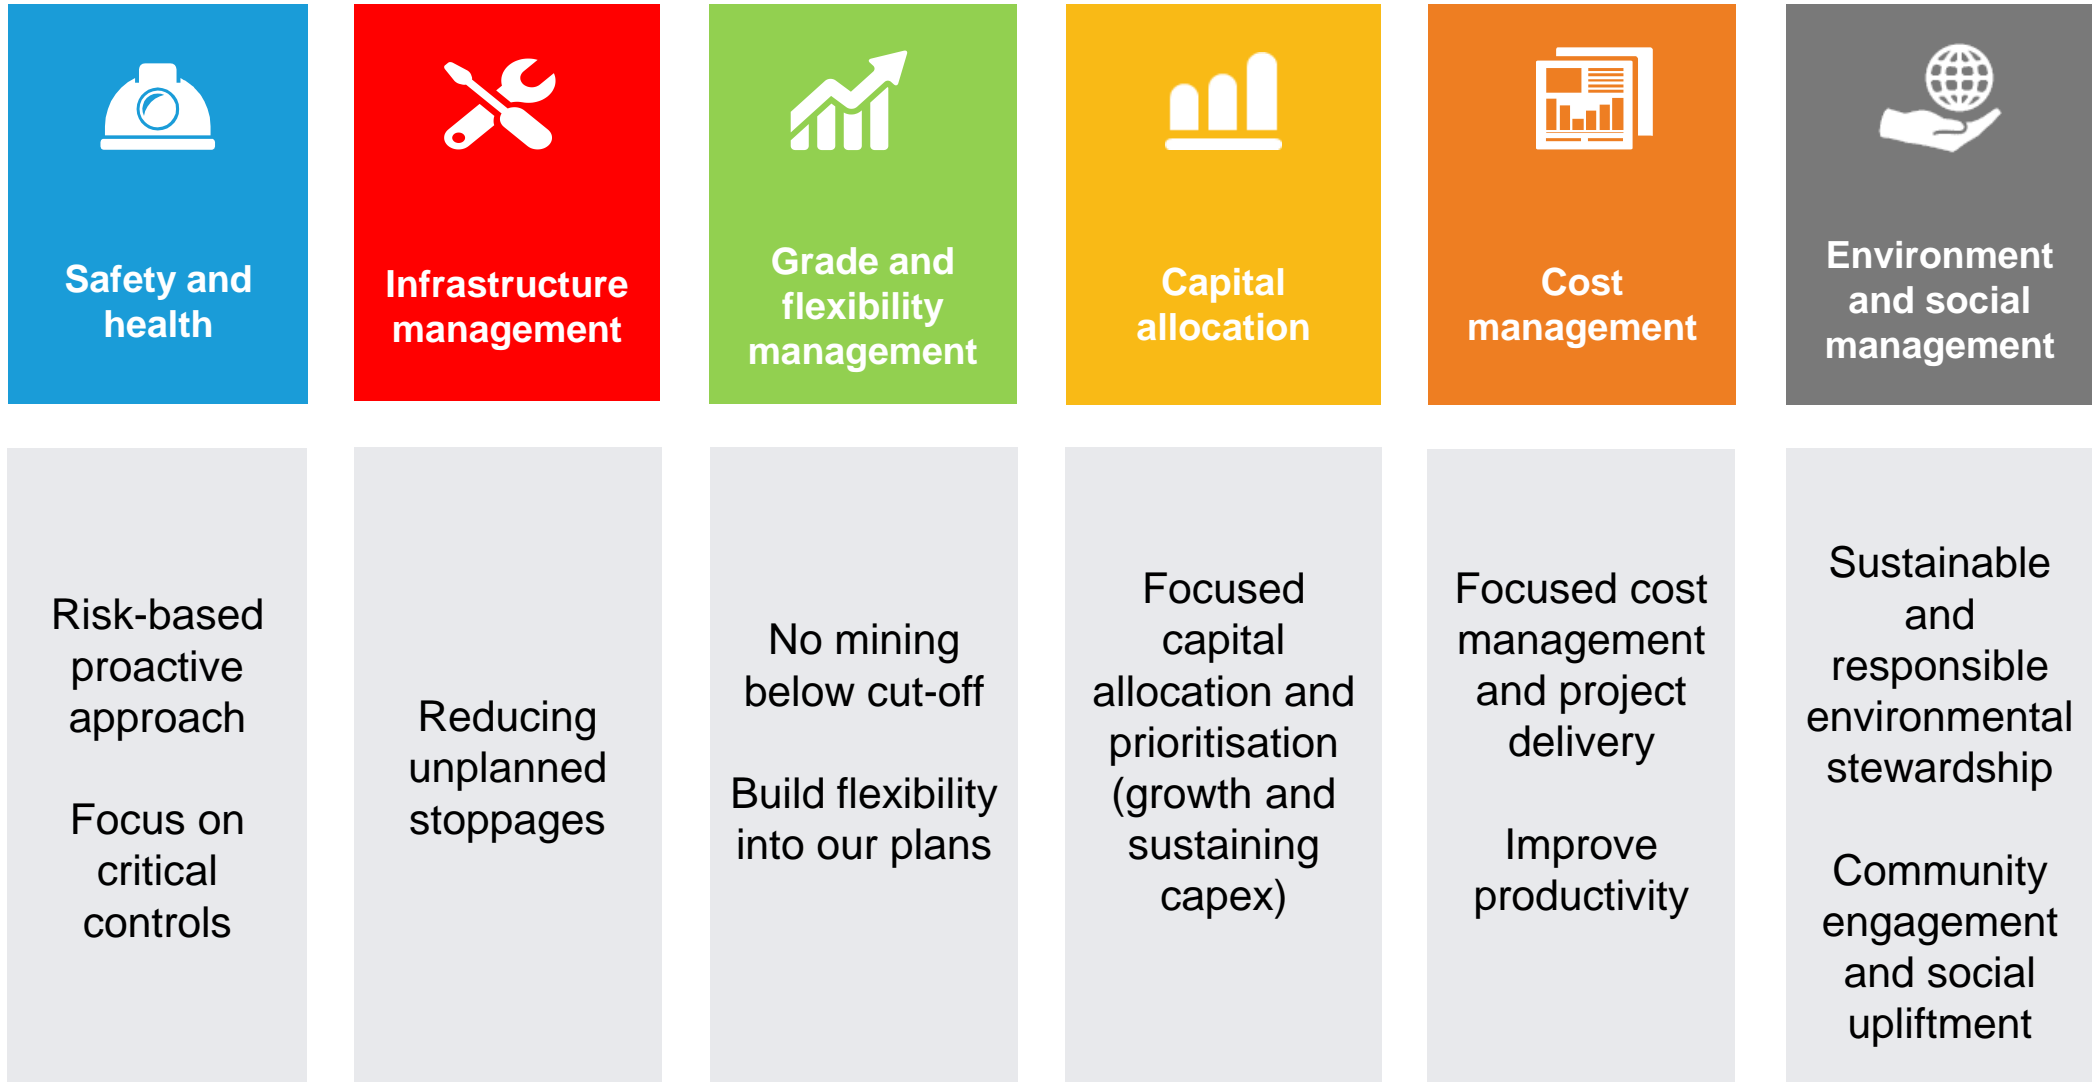 Safety and
health
Infrastructure
management
Grade and
flexibility
management
Capital
allocation
Cost
management
Environment
and social
management
Risk-based
proactive
approach
Focus on
critical
controls
Reducing
unplanned
stoppages
No mining
below cut-off
Build flexibility
into our plans
Focused
capital
allocation and
prioritisation
(growth and
sustaining
capex)
Focused cost
management
and project
delivery
Improve
productivity
Sustainable
and
responsible
environmental
stewardship
Community
engagement
and social
upliftment